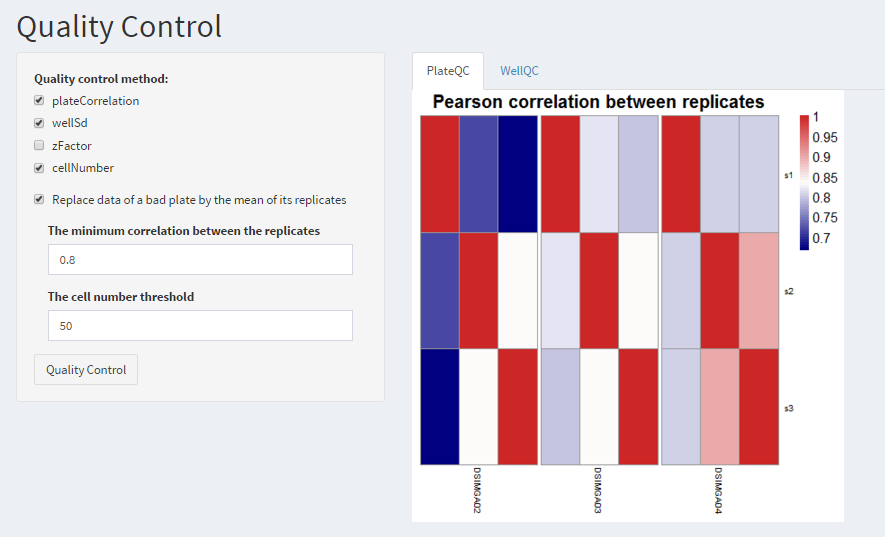 Quality Control
Quality control method:
plateCorrelation
wellSd
zFactor
cellNumber
Replace data of a bad plate by the mean of its replicates
The minimum correlation between the replicates
0.8
The cell number threshold
50
Quality Control
PlateQC
WellQC
Pearson correlation between replicates
1
0.95
0.9
0.85
0.8
0.75
0.7
s1
s2
s3
DSIMGA02
DSIMGA03
DSIMGA04